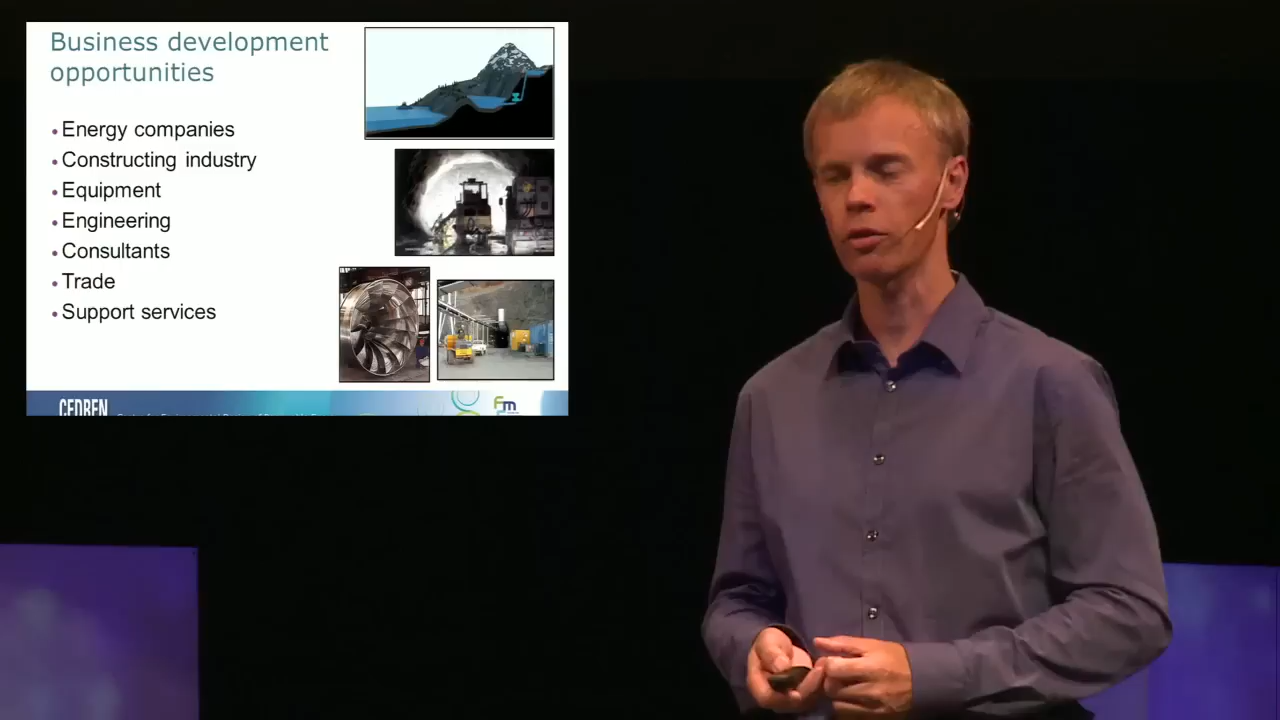 Business development
opportunities
• Energy companies
• Constructing industry
• Equipment
• Engineering
• Consultants
• Trade
• Support services
CEDREN